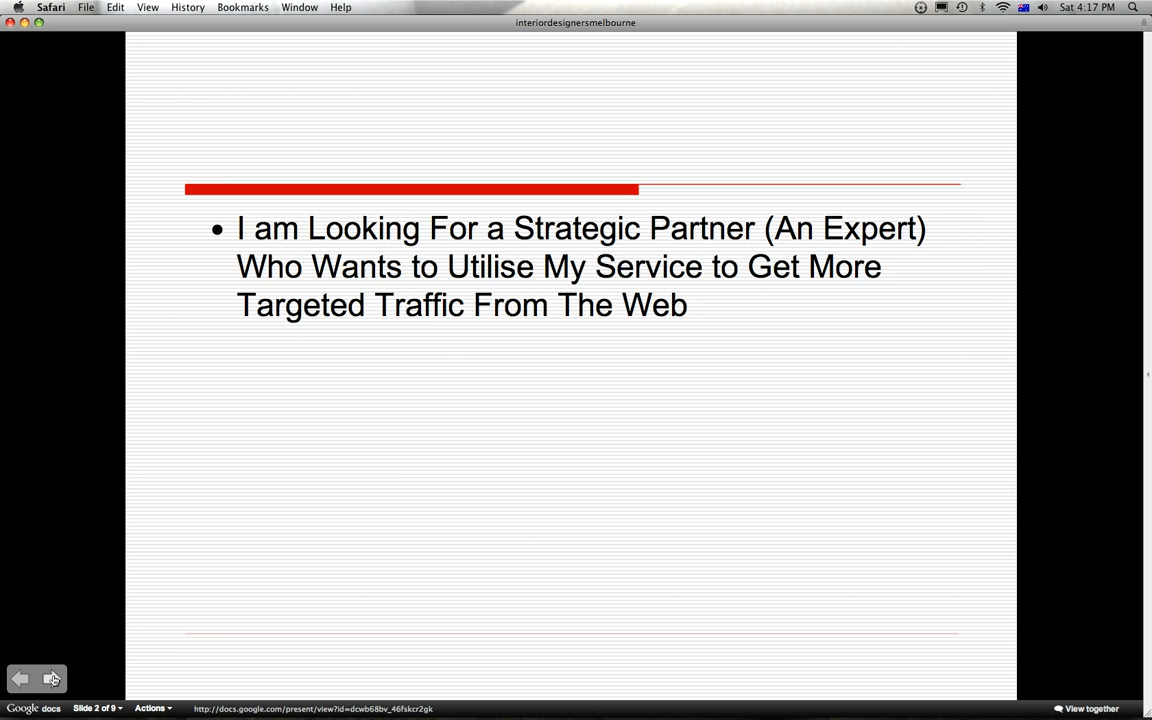 Safari File Edit View History Bookmarks Window Help Sat 4:17 PM
interiordesignersmelbourne
• I am Looking For a Strategic Partner (An Expert)
Who Wants to Utilise My Service to Get More
Targeted Traffic From The Web
Google docs Slide 2 of 9 Actions http://docs.google.com/present/view?id=dcwb68bv_46fskcr2gk View together